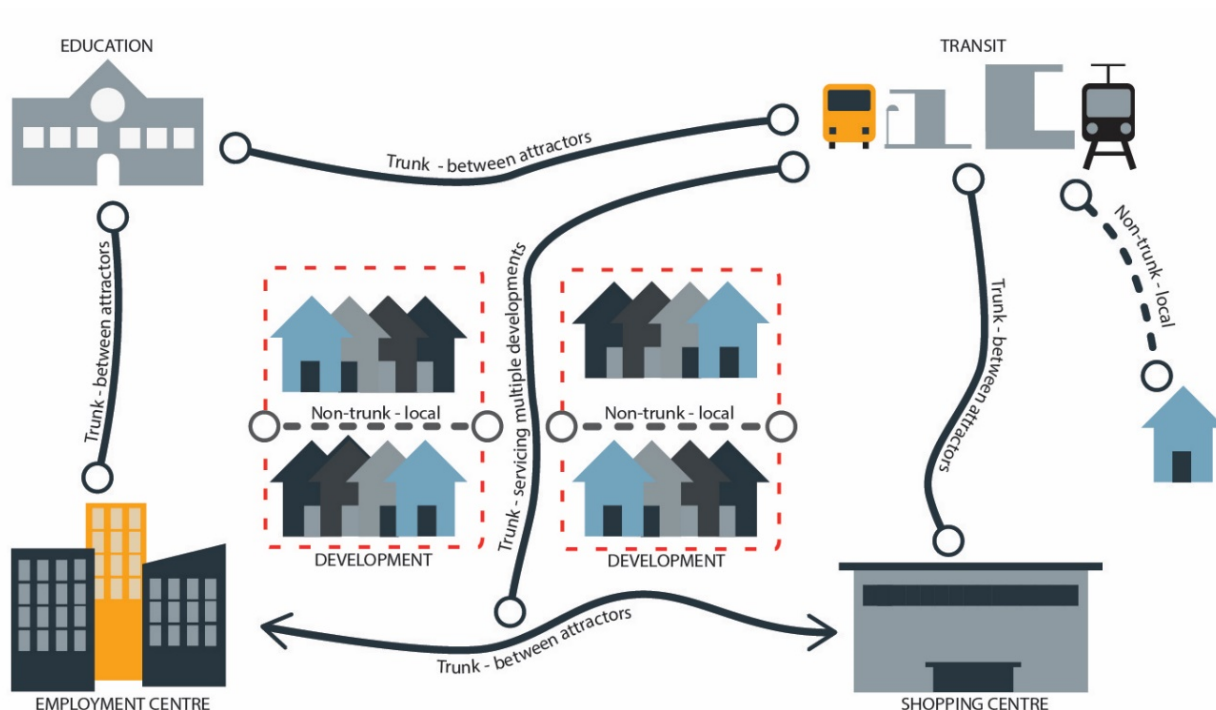 EDUCATION
TRANSIT
Trunk - between attractors
Trunk - between attractors
Trunk - servicing multiple developments
Trunk - between attractors
Non-trunk - local
Non-trunk - local
Non-trunk - local
DEVELOPMENT
DEVELOPMENT
Trunk - between attractors
EMPLOYMENT CENTRE
SHOPPING CENTRE